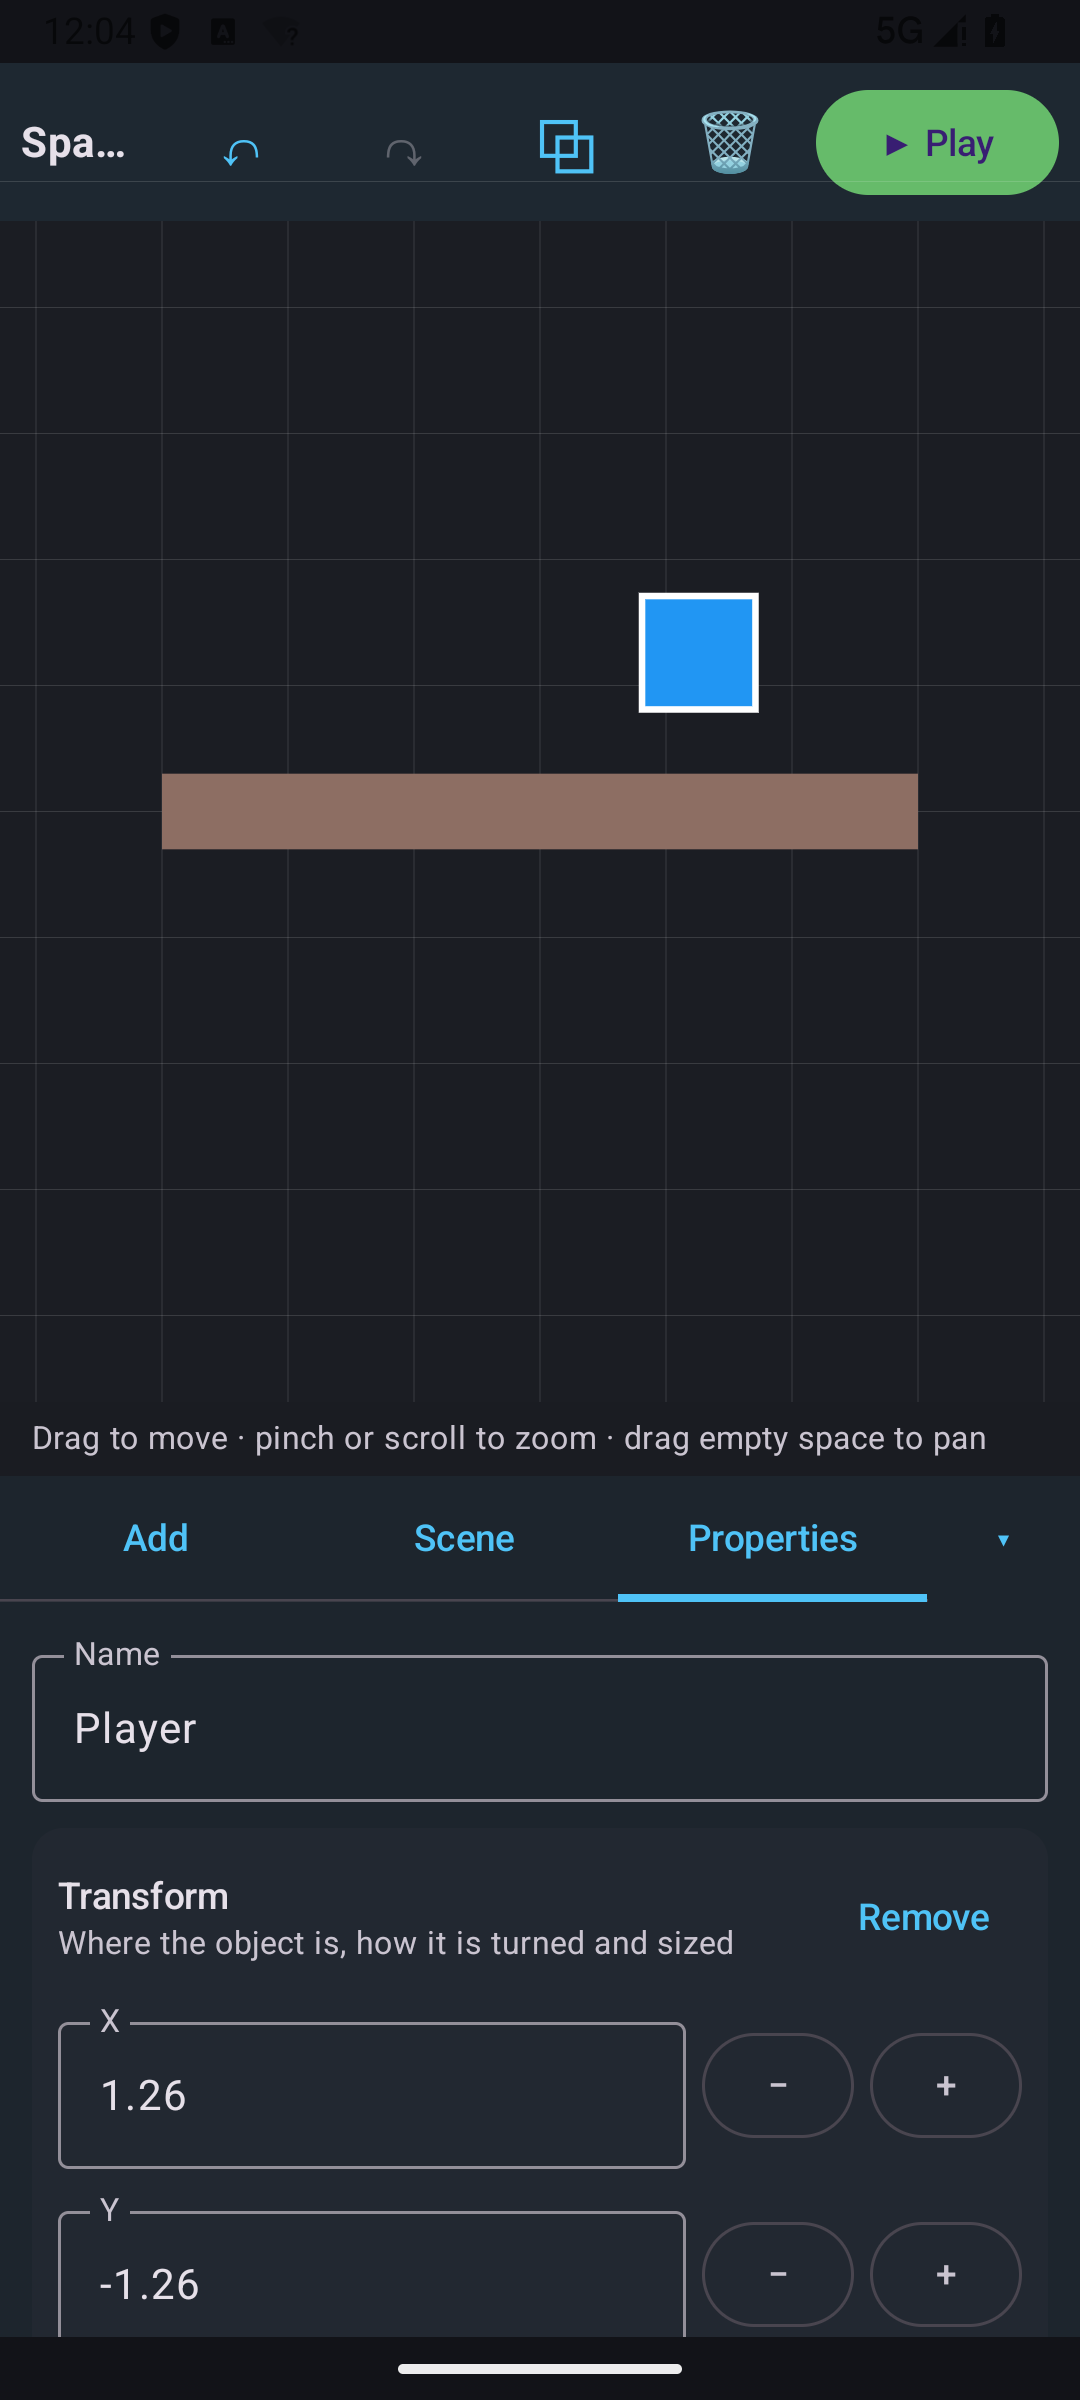 12:04
5G
Spa…
► Play
Drag to move · pinch or scroll to zoom · drag empty space to pan
Add Scene Properties ▾
Name
Player
Transform
Where the object is, how it is turned and sized
Remove
X
1.26
− +
Y
-1.26
− +